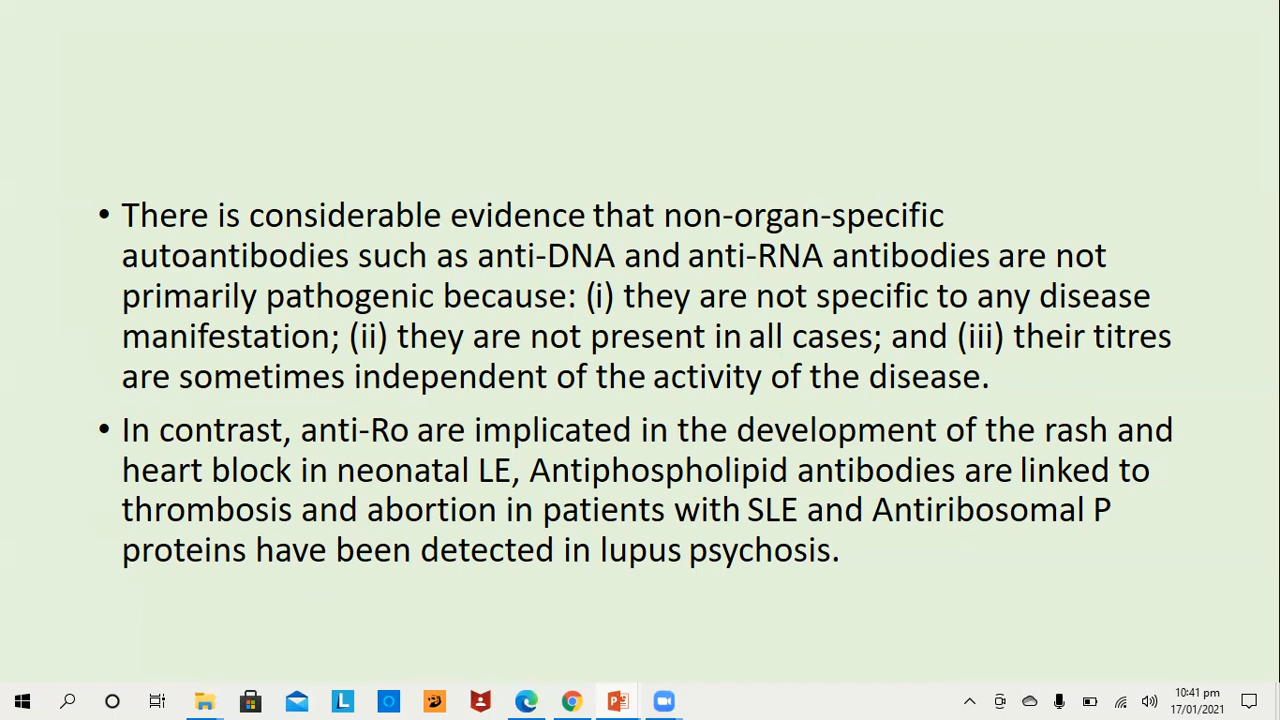 • There is considerable evidence that non-organ-specific
autoantibodies such as anti-DNA and anti-RNA antibodies are not
primarily pathogenic because: (i) they are not specific to any disease
manifestation; (ii) they are not present in all cases; and (iii) their titres
are sometimes independent of the activity of the disease.
• In contrast, anti-Ro are implicated in the development of the rash and
heart block in neonatal LE, Antiphospholipid antibodies are linked to
thrombosis and abortion in patients with SLE and Antiribosomal P
proteins have been detected in lupus psychosis.
L
10:41 pm
17/01/2021